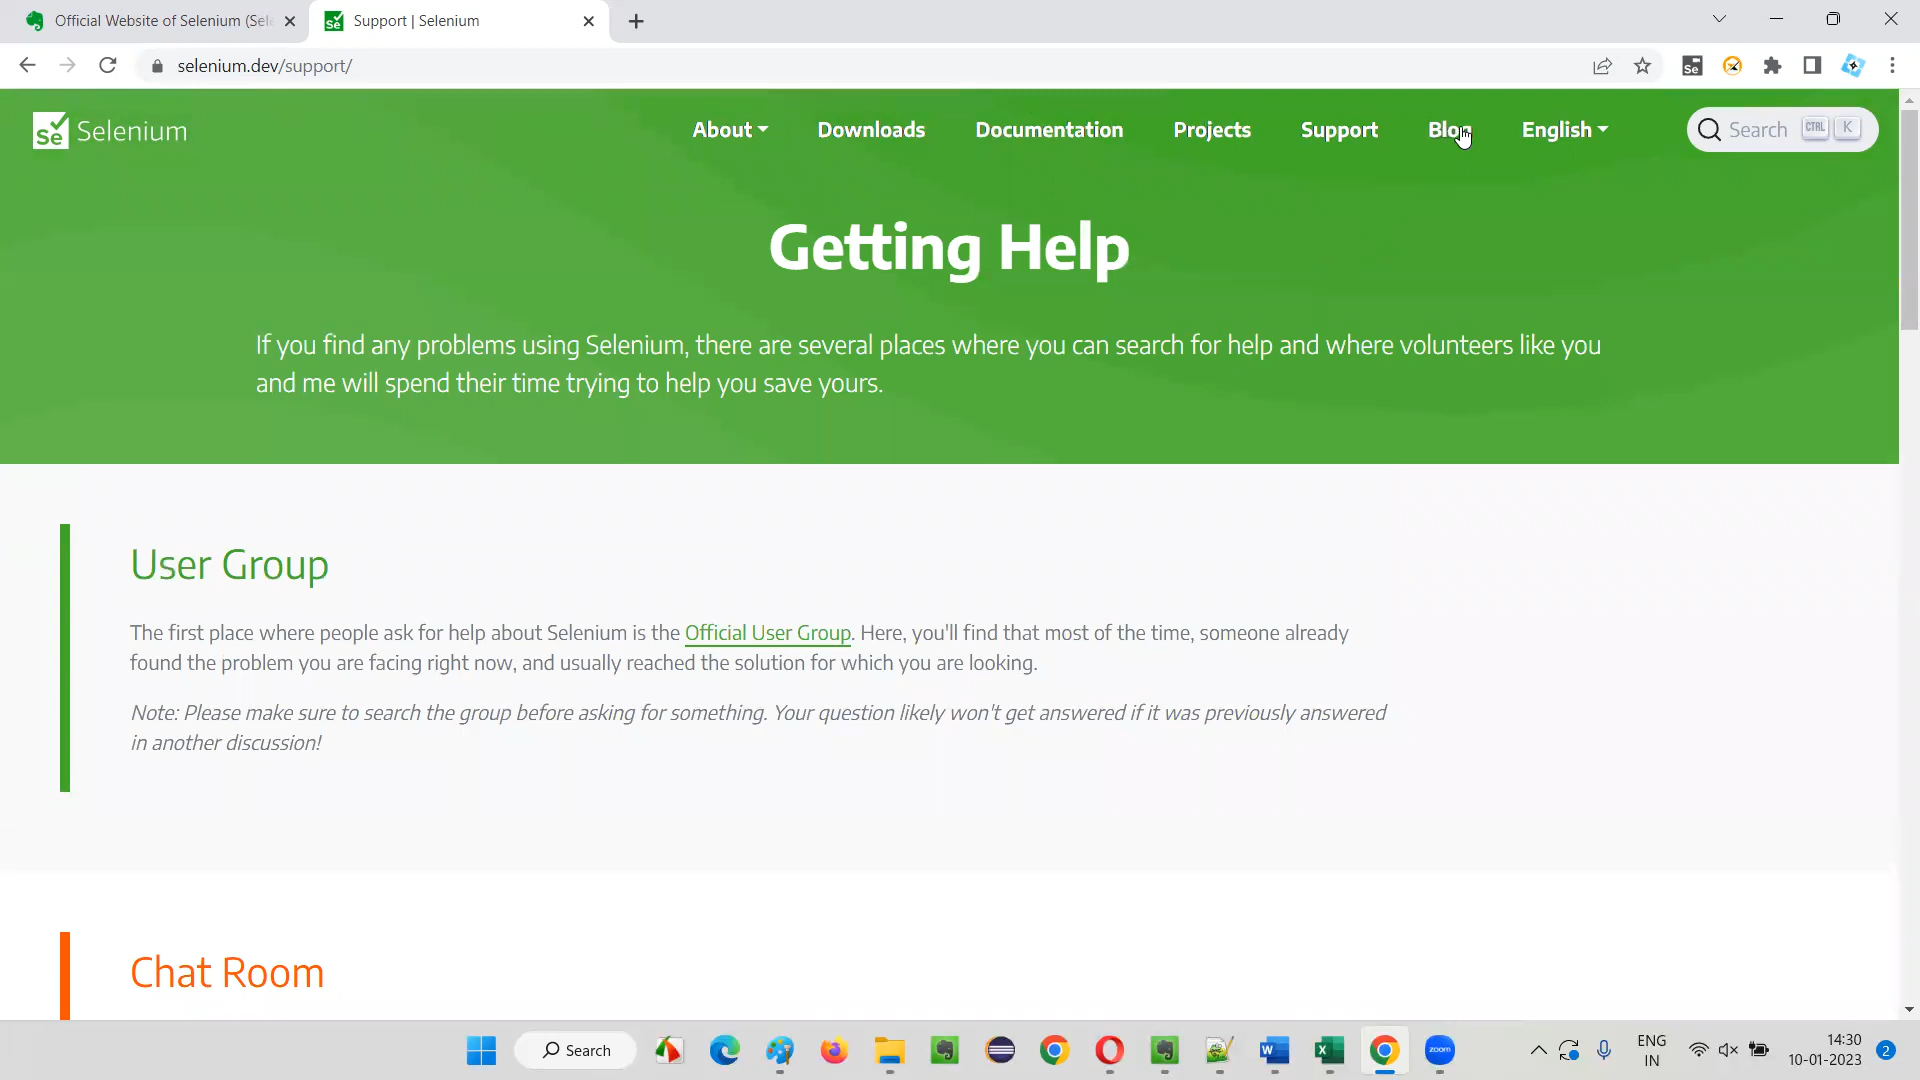 Official Website of Selenium (Sele
Support | Selenium
selenium.dev/support/
Se
Se Selenium
About
Downloads
Documentation
Projects
Support
Blog
English
Search CTRL K
Getting Help
If you find any problems using Selenium, there are several places where you can search for help and where volunteers like you
and me will spend their time trying to help you save yours.
User Group
The first place where people ask for help about Selenium is the Official User Group. Here, you'll find that most of the time, someone already
found the problem you are facing right now, and usually reached the solution for which you are looking.
Note: Please make sure to search the group before asking for something. Your question likely won't get answered if it was previously answered
in another discussion!
Chat Room
Search
W
X
zoom
ENG
IN
14:30
10-01-2023
2